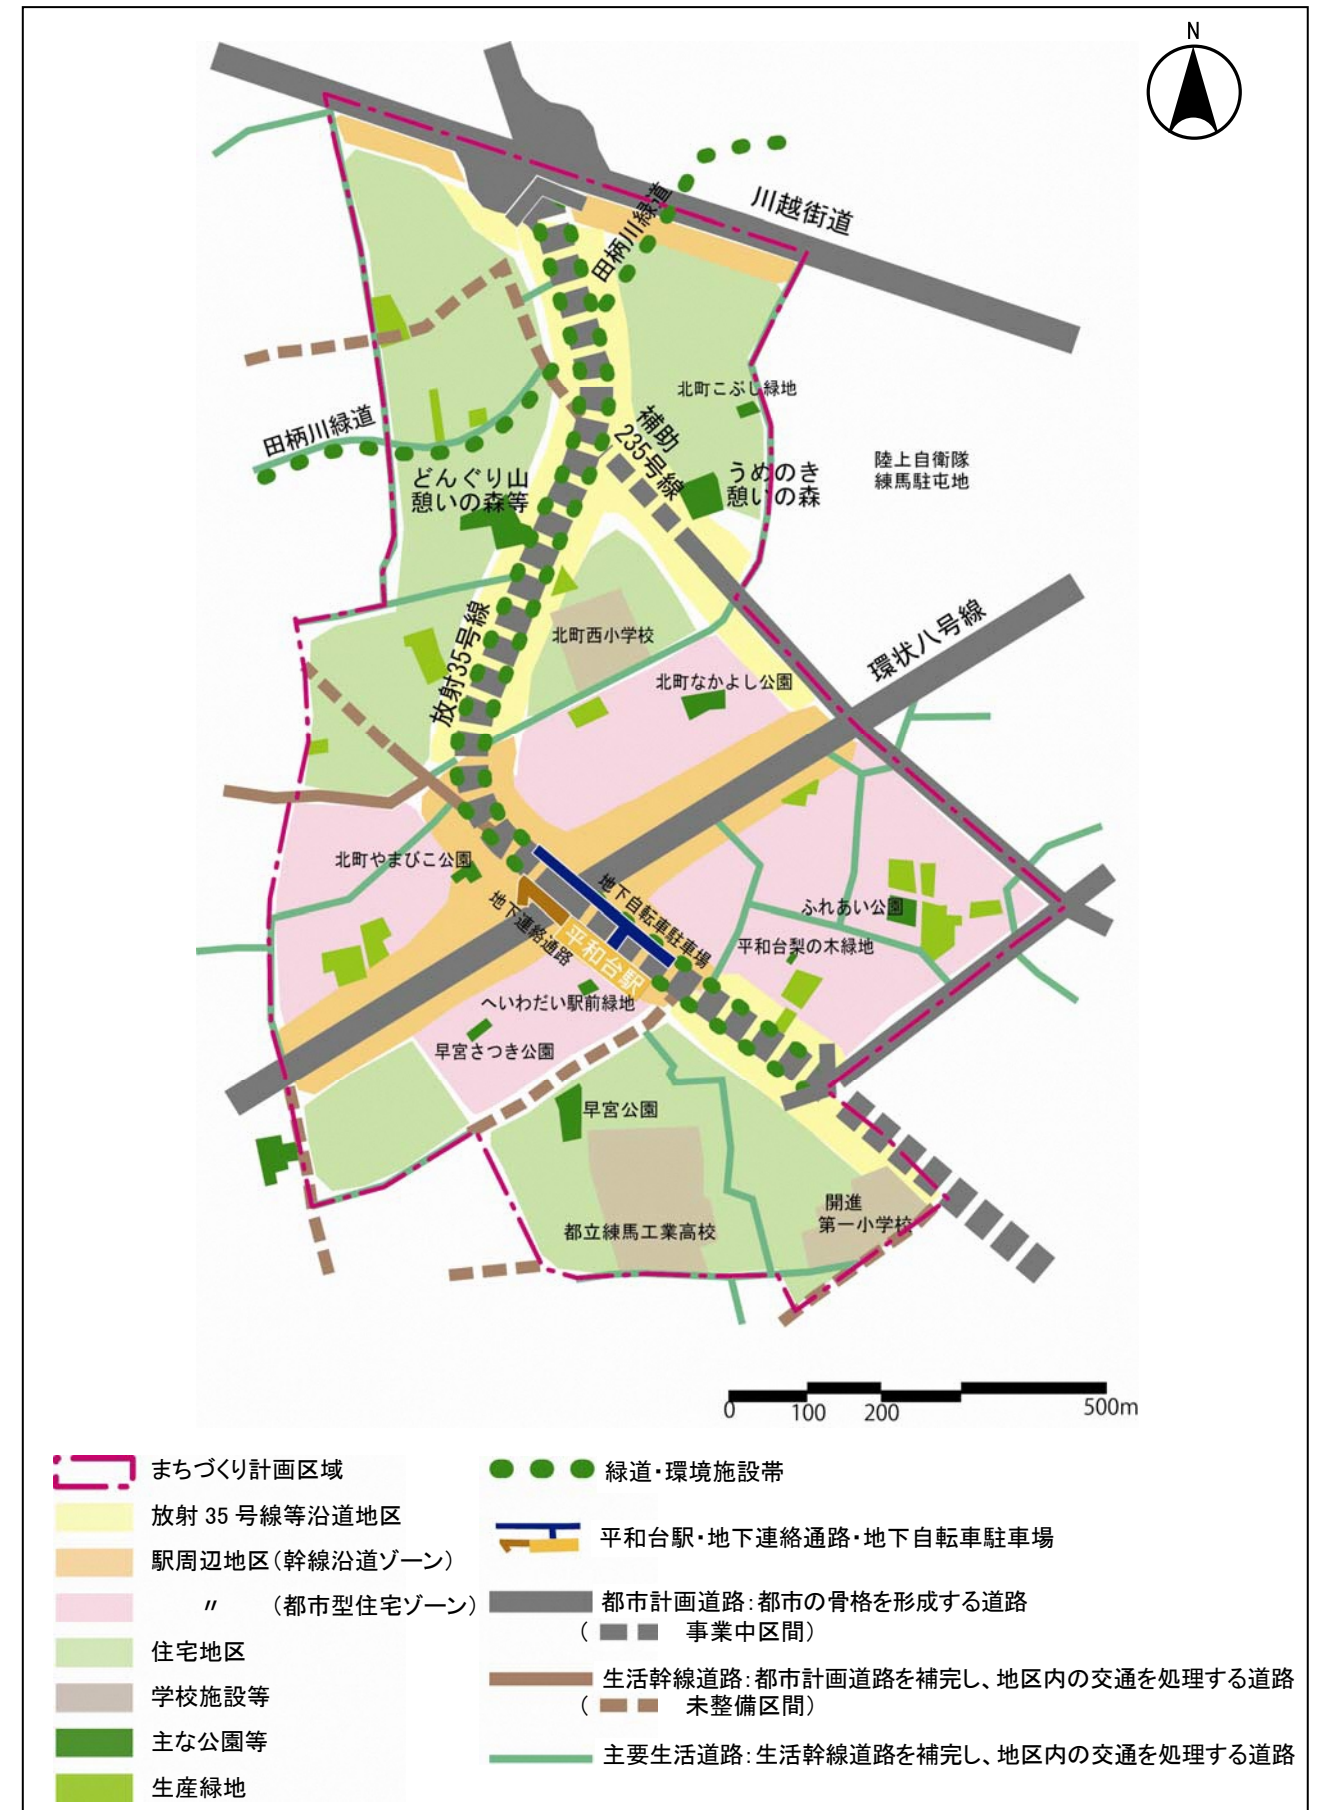 N
川越街道
田柄川緑道
北町こぶし緑地
補助
235号線
田柄川緑道
どんぐり山
憩いの森等
うめのき
憩いの森
陸上自衛隊
練馬駐屯地
環状八号線
放射35号線
北町西小学校
北町なかよし公園
北町やまびこ公園
地下自転車駐車場
地下連絡通路
平和台駅
ふれあい公園
平和台梨の木緑地
へいわだい駅前緑地
早宮さつき公園
早宮公園
開進
第一小学校
都立練馬工業高校
0 100 200 500m
まちづくり計画区域
放射 35 号線等沿道地区
駅周辺地区(幹線沿道ゾーン)
〃 (都市型住宅ゾーン)
住宅地区
学校施設等
主な公園等
生産緑地
緑道・環境施設帯
平和台駅・地下連絡通路・地下自転車駐車場
都市計画道路:都市の骨格を形成する道路
( 事業中区間)
生活幹線道路:都市計画道路を補完し、地区内の交通を処理する道路
( 未整備区間)
主要生活道路:生活幹線道路を補完し、地区内の交通を処理する道路